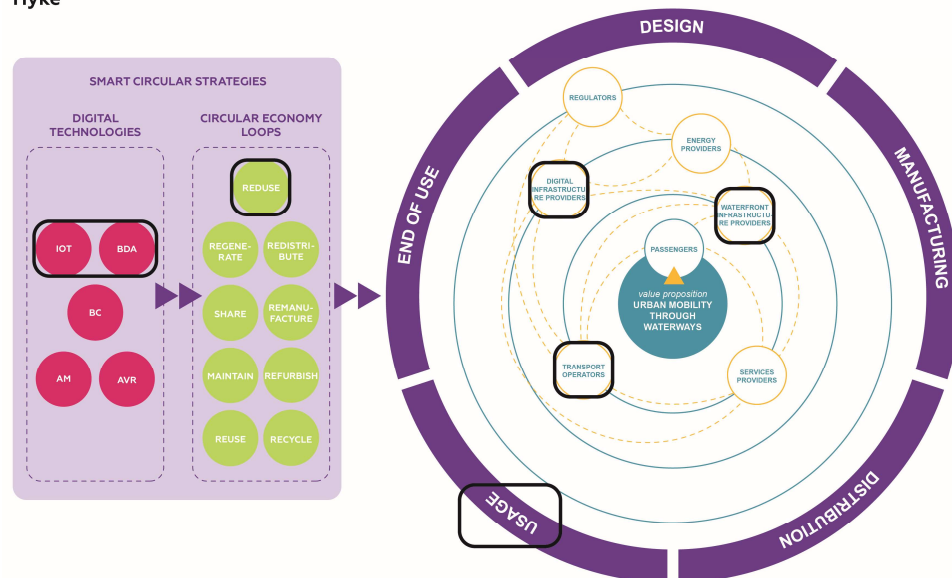 Hyke
SMART CIRCULAR STRATEGIES
DIGITAL
TECHNOLOGIES
CIRCULAR ECONOMY
LOOPS
IOT
BDA
BC
AM
AVR
REDUSE
REGENE-
RATE
REDISTRI-
BUTE
SHARE
REMANU-
FACTURE
MAINTAIN
REFURBISH
REUSE
RECYCLE
DESIGN
MANUFACTURING
DISTRIBUTION
USAGE
END OF USE
REGULATORS
ENERGY
PROVIDERS
DIGITAL
INFRASTRUCTU
RE PROVIDERS
WATERFRONT
INFRASTRUCTU-
RE PROVIDERS
PASSENGERS
value proposition
URBAN MOBILITY
THROUGH
WATERWAYS
TRANSPORT
OPERATORS
SERVICES
PROVIDERS